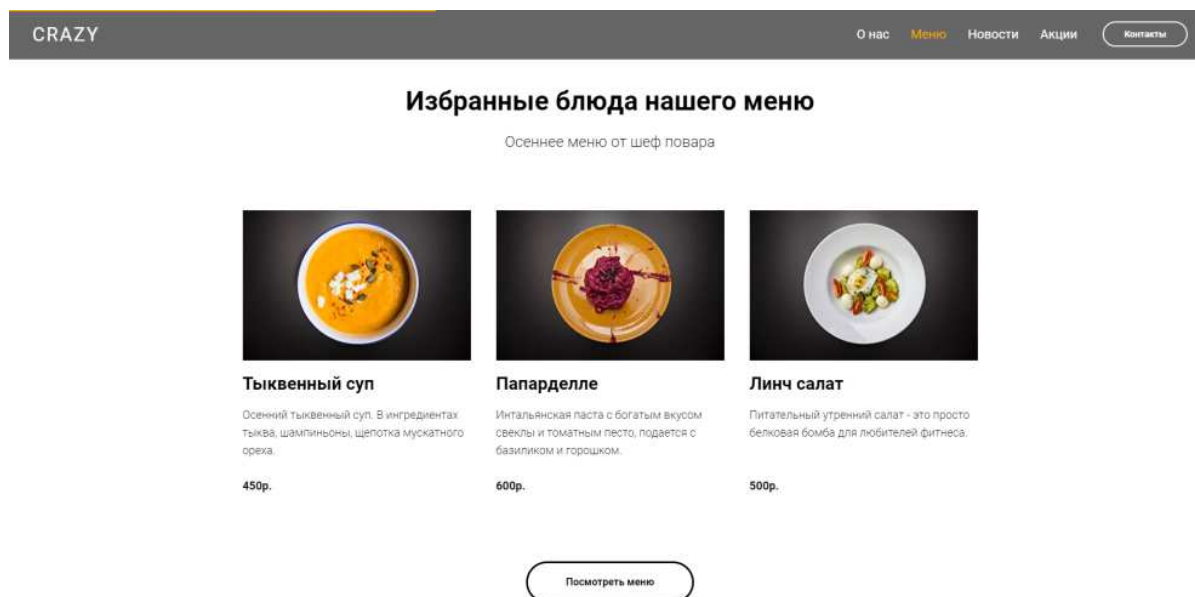 CRAZY
О нас Меню Новости Акции Контакты
Избранные блюда нашего меню
Осеннее меню от шеф повара
Тыквенный суп
Осенний тыквенный суп. В ингредиентах
тыква, шампиньоны, щепотка мускатного
ореха.
450р.
Папарделле
Интальянская паста с богатым вкусом
свеклы и томатным песто, подается с
базиликом и горошком.
600р.
Линч салат
Питательный утренний салат - это просто
белковая бомба для любителей фитнеса.
500р.
Посмотреть меню